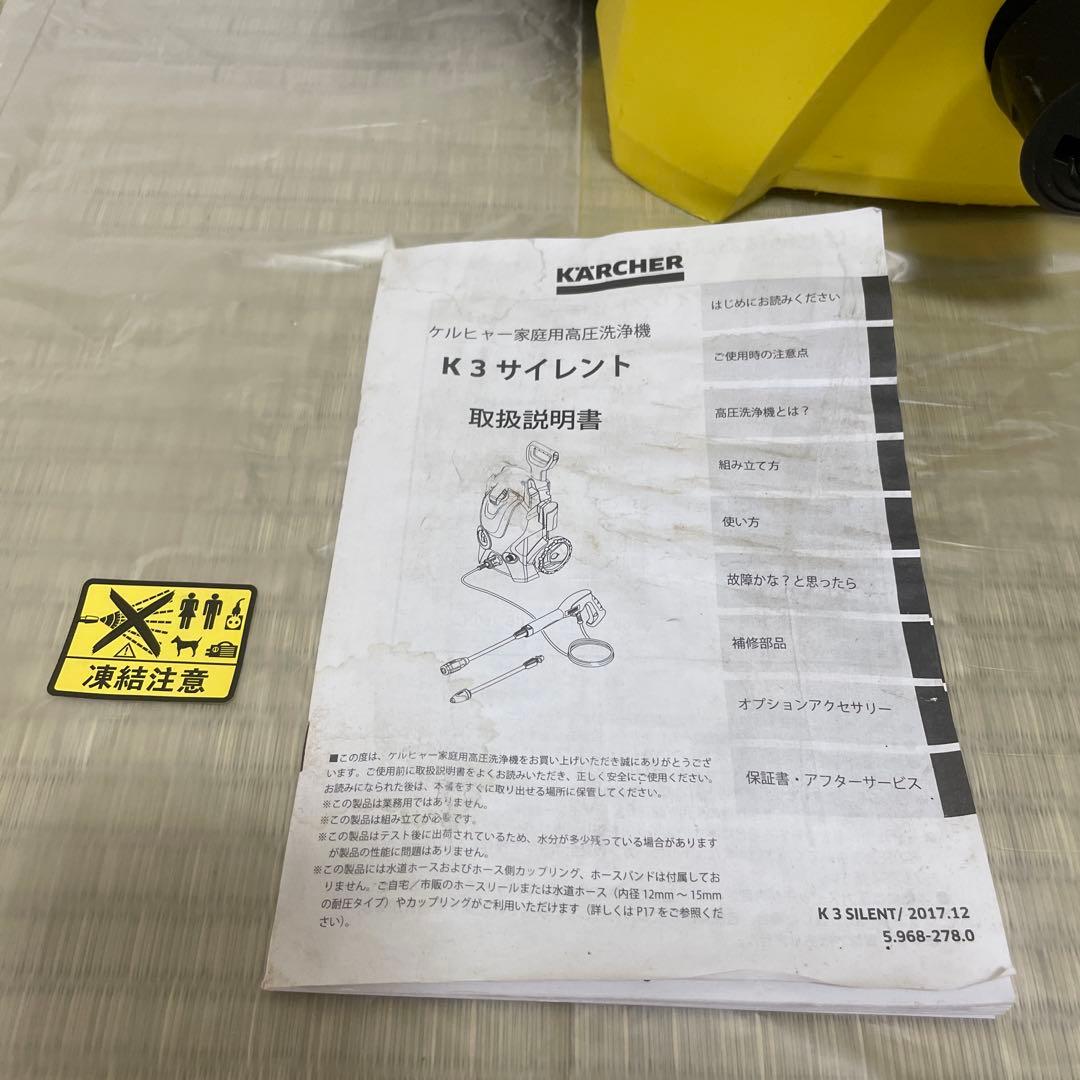 KÄRCHER
ケルヒャー家庭用高圧洗浄機
K 3 サイレント
取扱説明書
はじめにお読みください
ご使用時の注意点
高圧洗浄機とは？
組み立て方
使い方
故障かな？と思ったら
補修部品
オプションアクセサリー
保証書・アフターサービス
■この度は、ケルヒャー家庭用高圧洗浄機をお買い上げいただき誠にありがとうござ
います。ご使用前に取扱説明書をよくお読みいただき、正しく安全にご使用ください。
お読みになられた後は、本書をすぐに取り出せる場所に保管してください。
※この製品は業務用ではありません。
※この製品は組み立てが必要です。
※この製品はテスト後に出荷されているため、水分が多少残っている場合があります
が製品の性能に問題はありません。
※この製品には水道ホースおよびホース側カップリング、ホースバンドは付属してお
りません。ご自宅／市販のホースリールまたは水道ホース（内径 12mm ～ 15mm
の耐圧タイプ）やカップリングがご利用いただけます（詳しくは P17 をご参照くだ
さい）。
K 3 SILENT/ 2017.12
5.968-278.0
凍結注意